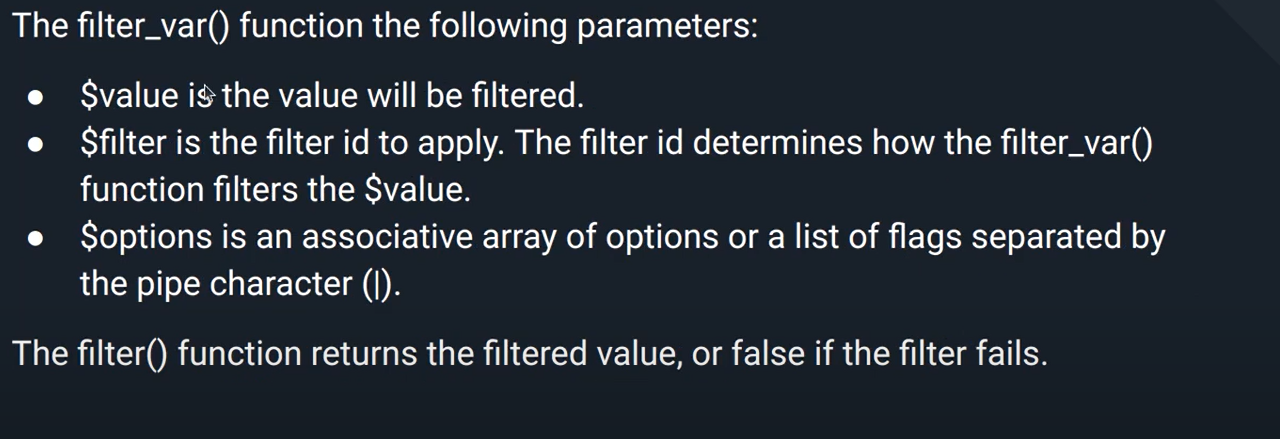 The filter_var() function the following parameters:
● $value is the value will be filtered.
● $filter is the filter id to apply. The filter id determines how the filter_var()
function filters the $value.
● $options is an associative array of options or a list of flags separated by
the pipe character (|).
The filter() function returns the filtered value, or false if the filter fails.